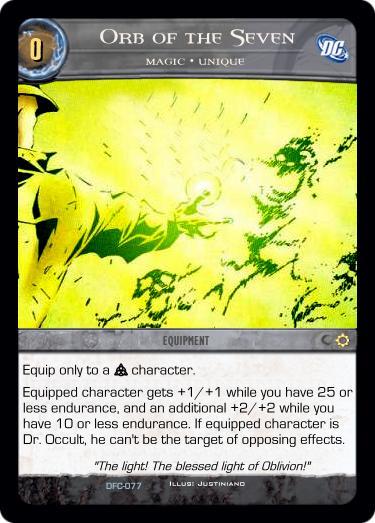 0
Orb of the Seven
DC
MAGIC • UNIQUE
EQUIPMENT
Equip only to a character.
Equipped character gets +1/+1 while you have 25 or
less endurance, and an additional +2/+2 while you
have 10 or less endurance. If equipped character is
Dr. Occult, he can't be the target of opposing effects.
"The light! The blessed light of Oblivion!"
DFC-077
Illus: Justiniano